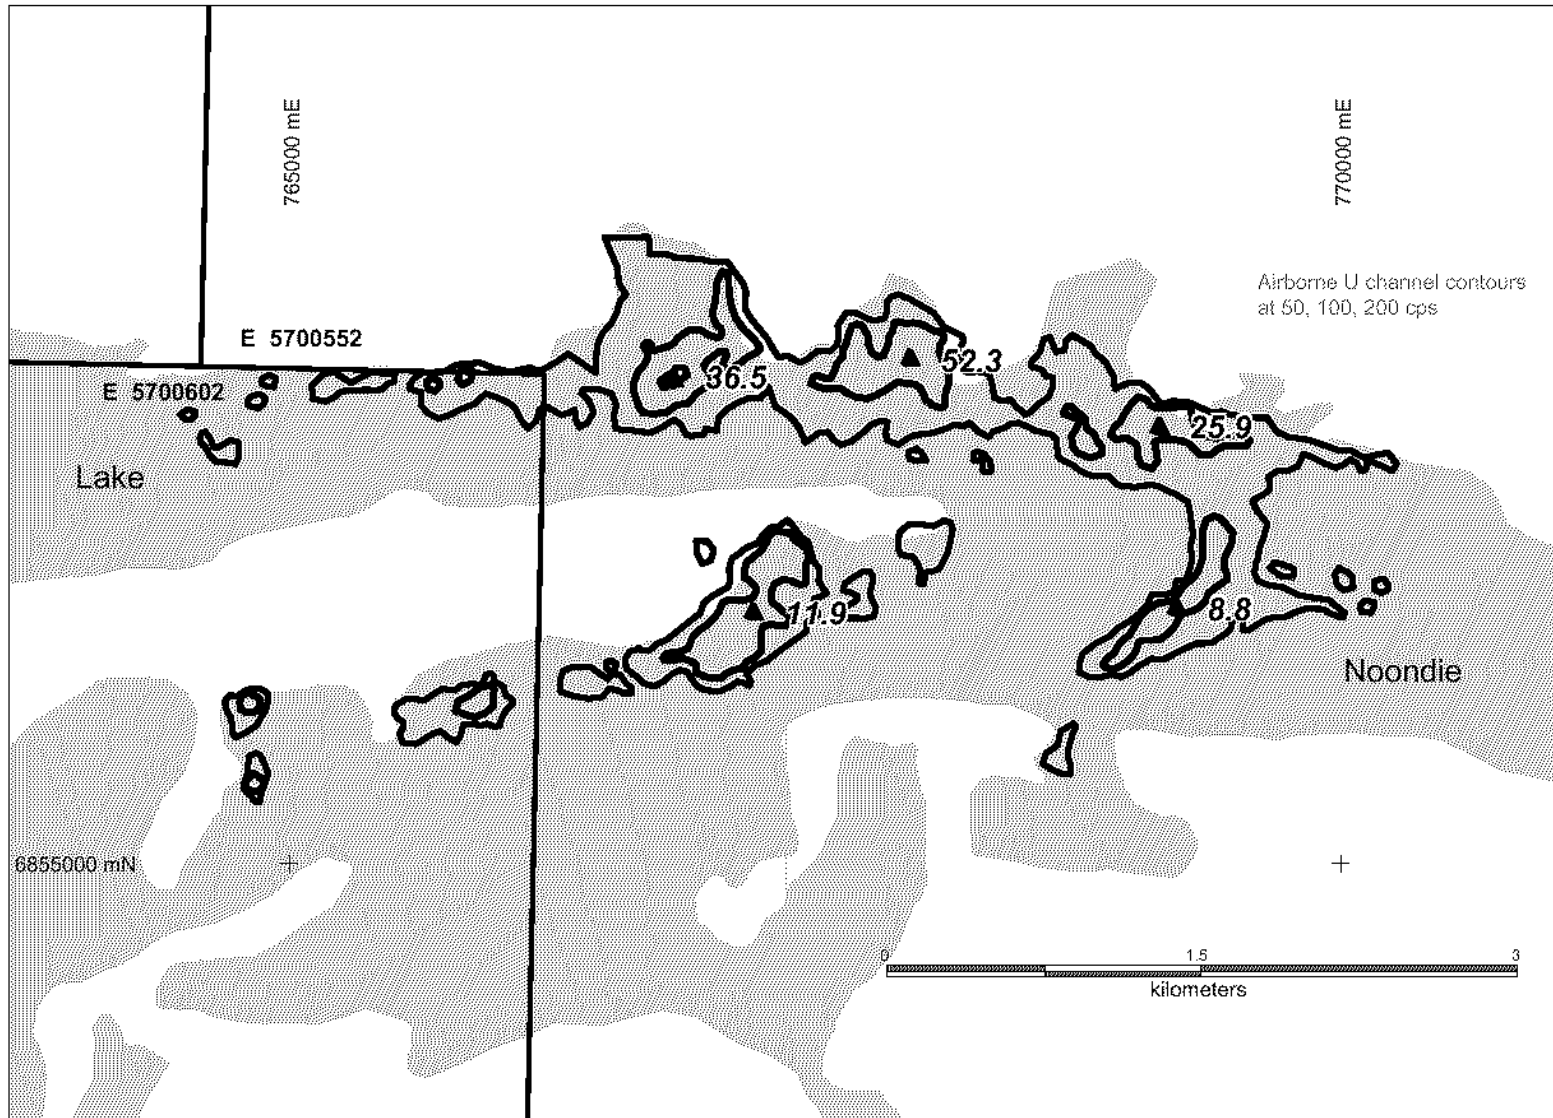 765000 mE
770000 mE
Airborne U channel contours
at 50, 100, 200 cps
E 5700552
E 5700602
36.5
52.3
25.9
Lake
11.9
8.8
Noondie
6855000 mN
0 1.5 3
kilometers